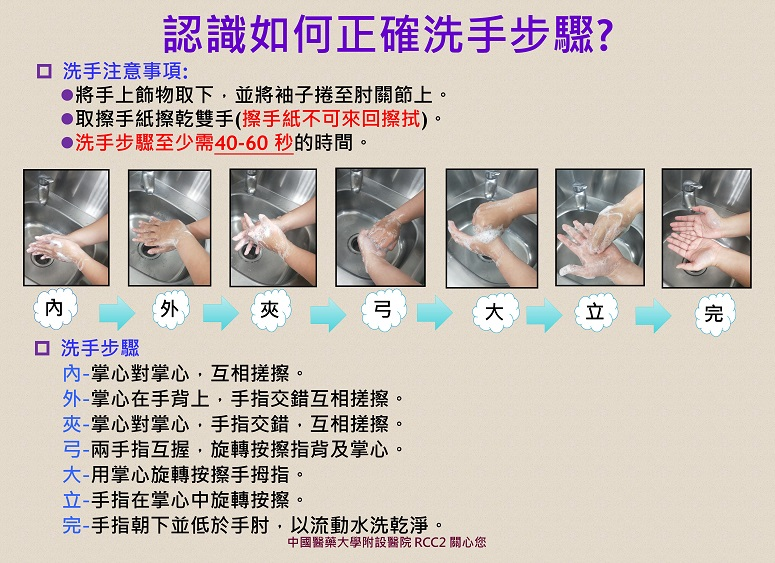 認識如何正確洗手步驟?
洗手注意事項:
●將手上飾物取下，並將袖子捲至肘關節上。
●取擦手紙擦乾雙手(擦手紙不可來回擦拭)。
●洗手步驟至少需40-60 秒的時間。
內 外 夾 弓 大 立 完
洗手步驟
內-掌心對掌心，互相搓擦。
外-掌心在手背上，手指交錯互相搓擦。
夾-掌心對掌心，手指交錯，互相搓擦。
弓-兩手指互握，旋轉按擦指背及掌心。
大-用掌心旋轉按擦手拇指。
立-手指在掌心中旋轉按擦。
完-手指朝下並低於手肘，以流動水洗乾淨。
中國醫藥大學附設醫院 RCC2 關心您